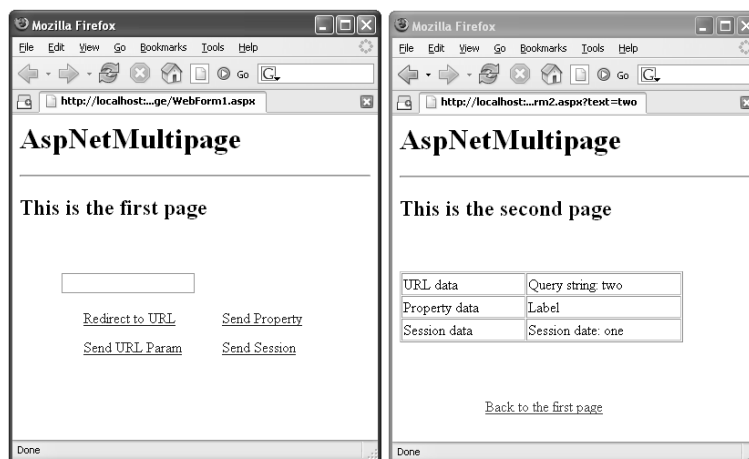 Mozilla Firefox
File Edit View Go Bookmarks Tools Help
Go G
http://localhost:...ge/WebForm1.aspx
AspNetMultipage
This is the first page
Redirect to URL Send Property
Send URL Param Send Session
Done
Mozilla Firefox
File Edit View Go Bookmarks Tools Help
Go G
http://localhost:...rm2.aspx?text=two
AspNetMultipage
This is the second page
URL data Query string: two
Property data Label
Session data Session date: one
Back to the first page
Done